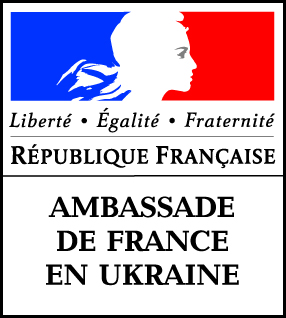 Liberté • Égalité • Fraternité
RÉPUBLIQUE FRANÇAISE
AMBASSADE
DE FRANCE
EN UKRAINE